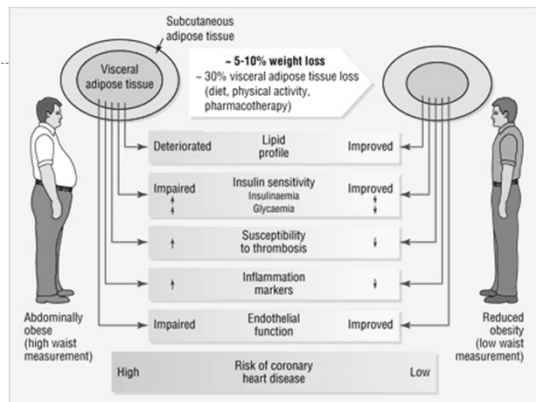 Subcutaneous
adipose tissue
Visceral
adipose tissue
~ 5-10% weight loss
~ 30% visceral adipose tissue loss
(diet, physical activity,
pharmacotherapy)
Deteriorated Lipid profile Improved
Impaired Insulin sensitivity Improved
↑ Insulinaemia ↓
↑ Glycaemia ↓
↑ Susceptibility to thrombosis ↓
↑ Inflammation markers ↓
Impaired Endothelial function Improved
Abdominally
obese
(high waist
measurement)
Reduced
obesity
(low waist
measurement)
High Risk of coronary heart disease Low